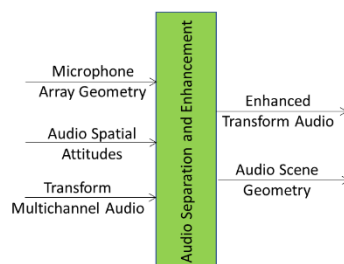 Microphone
Array Geometry
Audio Spatial
Attitudes
Transform
Multichannel Audio
Audio Separation and Enhancement
Enhanced
Transform Audio
Audio Scene
Geometry